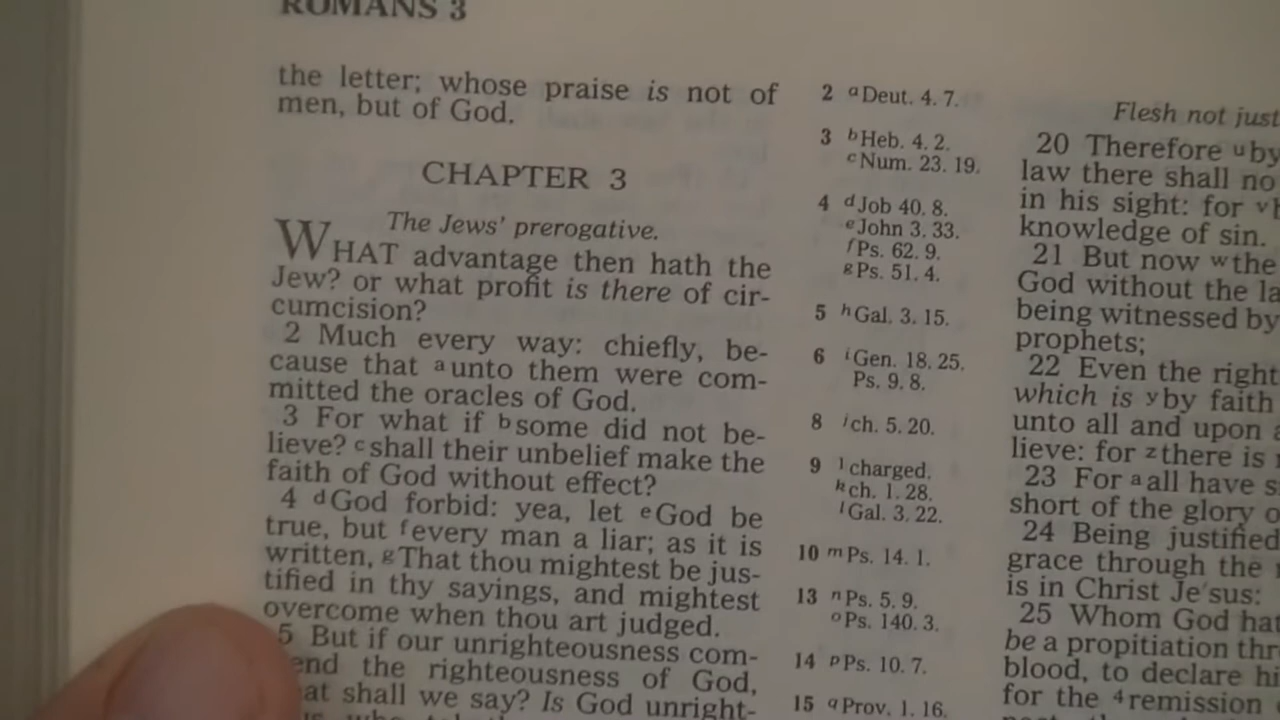 ROMANS 3
the letter; whose praise is not of
men, but of God.
CHAPTER 3
The Jews' prerogative.
WHAT advantage then hath the
Jew? or what profit is there of cir-
cumcision?
2 Much every way: chiefly, be-
cause that a unto them were com-
mitted the oracles of God.
3 For what if b some did not be-
lieve? c shall their unbelief make the
faith of God without effect?
4 d God forbid: yea, let e God be
true, but f every man a liar; as it is
written, g That thou mightest be jus-
tified in thy sayings, and mightest
overcome when thou art judged.
5 But if our unrighteousness com-
end the righteousness of God,
at shall we say? Is God unright-
2 a Deut. 4. 7.
3 b Heb. 4. 2.
c Num. 23. 19.
4 d Job 40. 8.
e John 3. 33.
f Ps. 62. 9.
g Ps. 51. 4.
5 h Gal. 3. 15.
6 i Gen. 18. 25.
Ps. 9. 8.
8 j ch. 5. 20.
9 1 charged.
k ch. 1. 28.
l Gal. 3. 22.
10 m Ps. 14. 1.
13 n Ps. 5. 9.
o Ps. 140. 3.
14 p Ps. 10. 7.
15 q Prov. 1. 16.
Flesh not just
20 Therefore u by
law there shall no
in his sight: for v
knowledge of sin.
21 But now w the
God without the la
being witnessed by
prophets;
22 Even the right
which is y by faith
unto all and upon a
lieve: for z there is
23 For a all have s
short of the glory o
24 Being justified
grace through the
is in Christ Je'sus:
25 Whom God hat
be a propitiation thr
blood, to declare hi
for the 4 remission